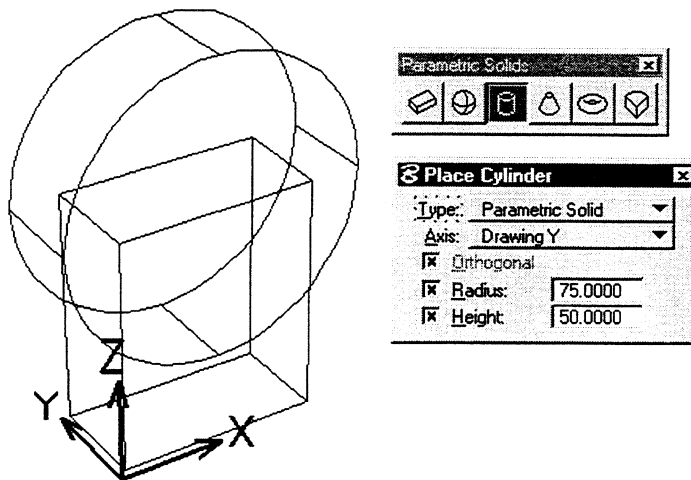 Parametric Solids
Place Cylinder
Type: Parametric Solid
Axis: Drawing Y
Orthogonal
Radius: 75.0000
Height: 50.0000
Z
Y
X